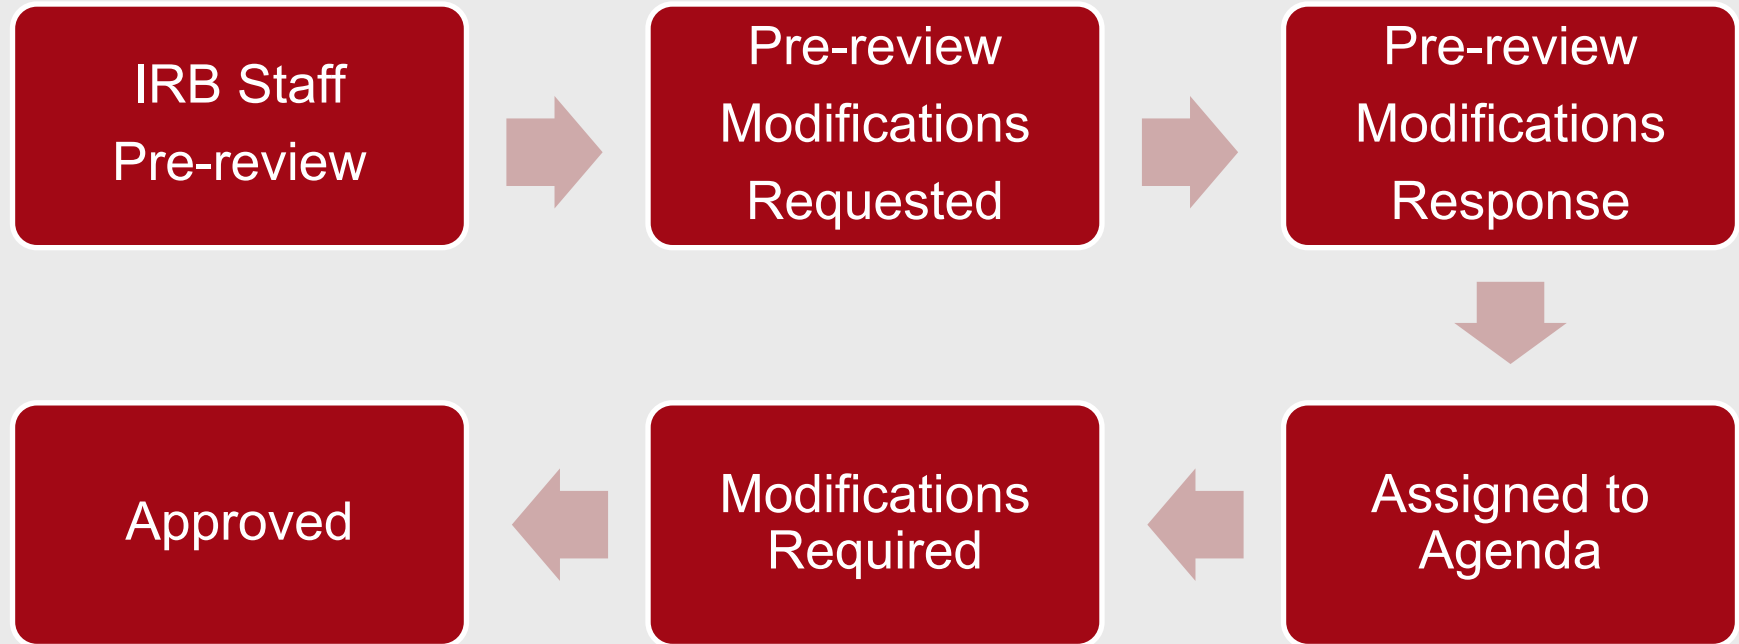 IRB Staff
Pre-review
Pre-review
Modifications
Requested
Pre-review
Modifications
Response
Assigned to
Agenda
Modifications
Required
Approved